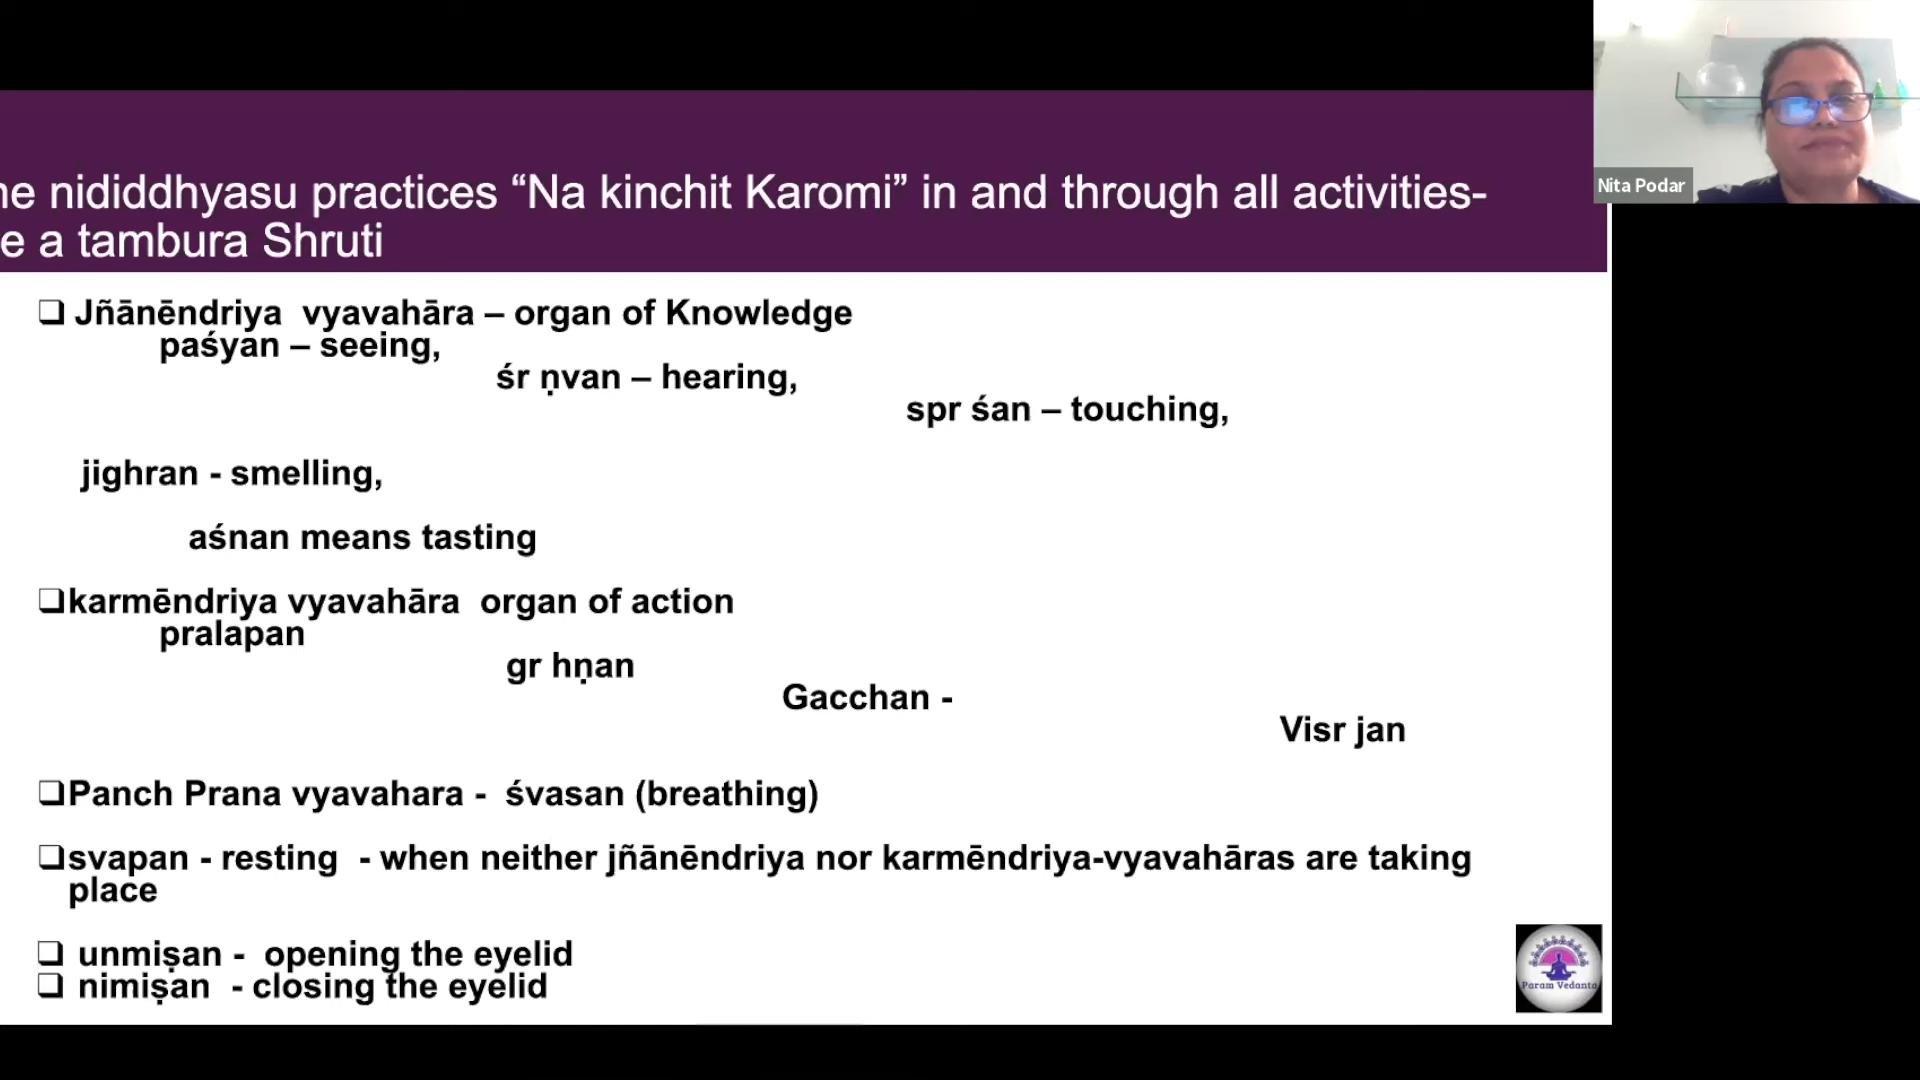 he nididdhyasu practices “Na kinchit Karomi” in and through all activities-
e a tambura Shruti
Nita Podar
❑ Jñānēndriya vyavahāra – organ of Knowledge
paśyan – seeing,
śr ṇvan – hearing,
spr śan – touching,
jighran - smelling,
aśnan means tasting
❑karmēndriya vyavahāra organ of action
pralapan
gr hṇan
Gacchan -
Visr jan
❑Panch Prana vyavahara - śvasan (breathing)
❑svapan - resting - when neither jñānēndriya nor karmēndriya-vyavahāras are taking
place
❑ unmiṣan - opening the eyelid
❑ nimiṣan - closing the eyelid
Param Vedanta